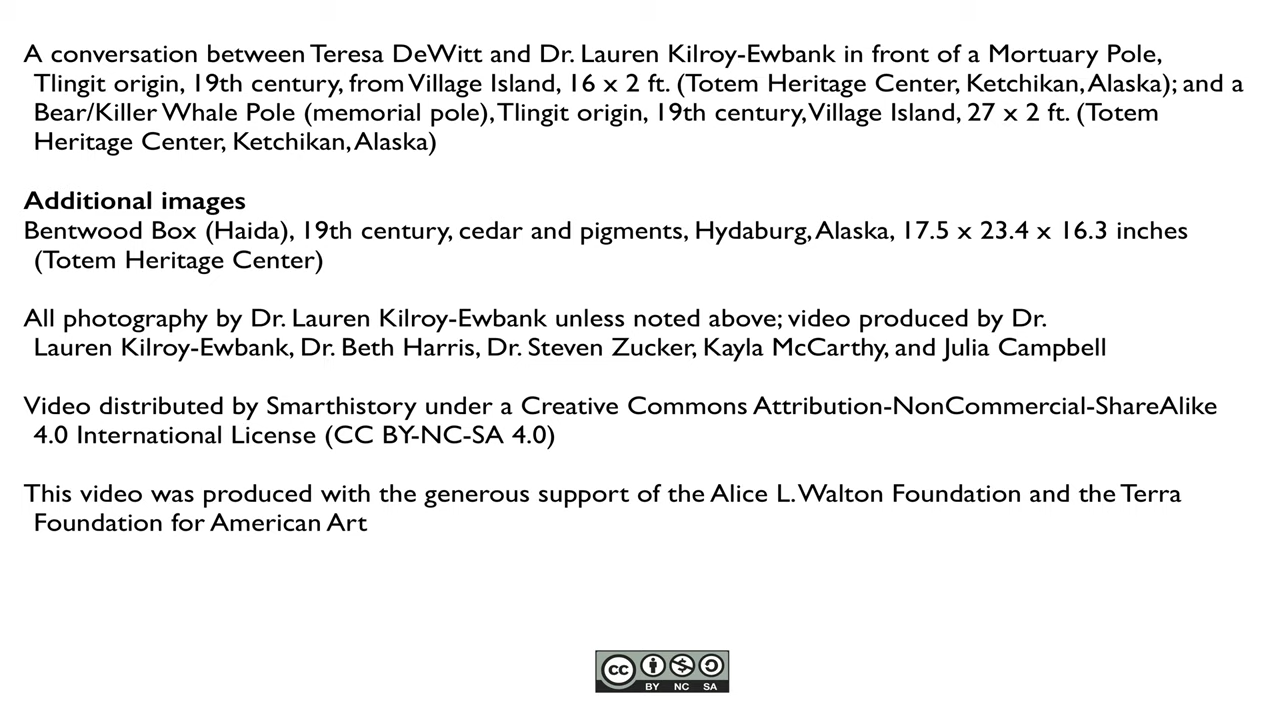 A conversation between Teresa DeWitt and Dr. Lauren Kilroy-Ewbank in front of a Mortuary Pole,
Tlingit origin, 19th century, from Village Island, 16 x 2 ft. (Totem Heritage Center, Ketchikan, Alaska); and a
Bear/Killer Whale Pole (memorial pole), Tlingit origin, 19th century, Village Island, 27 x 2 ft. (Totem
Heritage Center, Ketchikan, Alaska)
Additional images
Bentwood Box (Haida), 19th century, cedar and pigments, Hydaburg, Alaska, 17.5 x 23.4 x 16.3 inches
(Totem Heritage Center)
All photography by Dr. Lauren Kilroy-Ewbank unless noted above; video produced by Dr.
Lauren Kilroy-Ewbank, Dr. Beth Harris, Dr. Steven Zucker, Kayla McCarthy, and Julia Campbell
Video distributed by Smarthistory under a Creative Commons Attribution-NonCommercial-ShareAlike
4.0 International License (CC BY-NC-SA 4.0)
This video was produced with the generous support of the Alice L. Walton Foundation and the Terra
Foundation for American Art
cc
BY NC SA